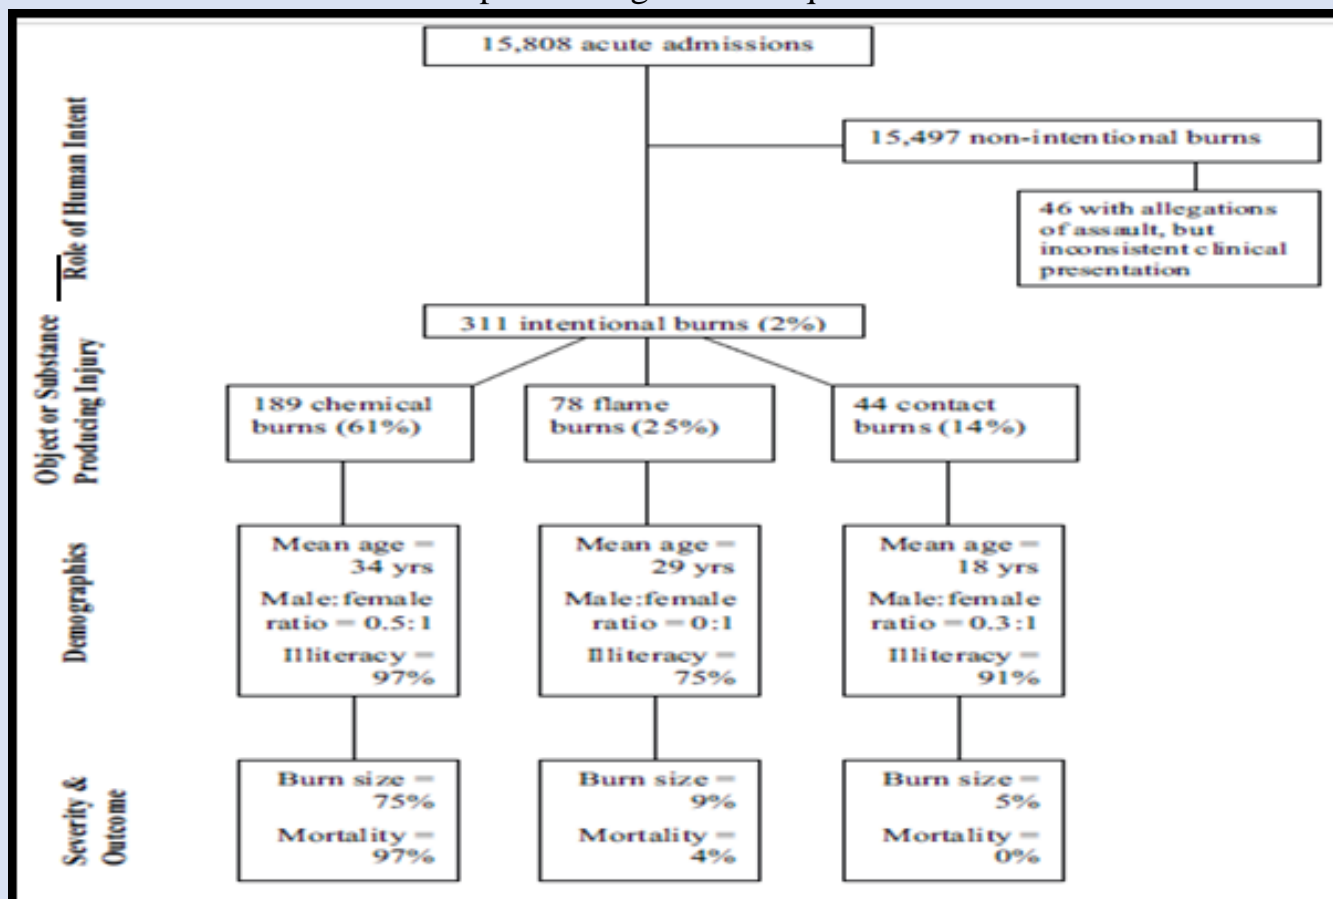 15,808 acute admissions
Role of Human Intent
15,497 non-intentional burns
46 with allegations
of assault, but
inconsistent clinical
presentation
311 intentional burns (2%)
Object or Substance
Producing Injury
189 chemical
burns (61%)
78 flame
burns (25%)
44 contact
burns (14%)
Demographics
Mean age =
34 yrs
Male:female
ratio = 0.5:1
Illiteracy =
97%
Mean age =
29 yrs
Male:female
ratio = 0:1
Illiteracy =
75%
Mean age =
18 yrs
Male:female
ratio = 0.3:1
Illiteracy =
91%
Severity &
Outcome
Burn size =
75%
Mortality =
97%
Burn size =
9%
Mortality =
4%
Burn size =
5%
Mortality =
0%